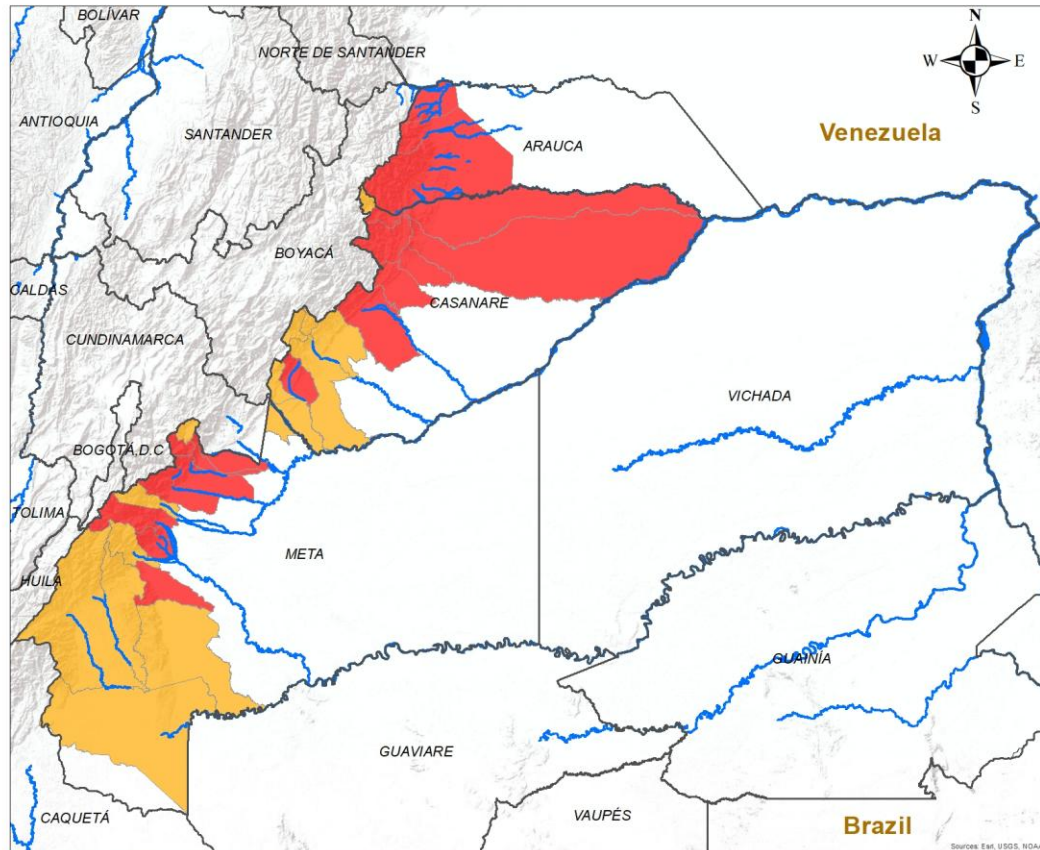 BOLÍVAR
NORTE DE SANTANDER
N
W
E
S
ANTIOQUIA
SANTANDER
ARAUCA
Venezuela
BOYACÁ
CALDAS
CASANARE
CUNDINAMARCA
VICHADA
BOGOTÁ,D.C
TOLIMA
META
HUILA
GUAINÍA
GUAVIARE
CAQUETÁ
VAUPÉS
Brazil
Sources: Esri, USGS, NOAA